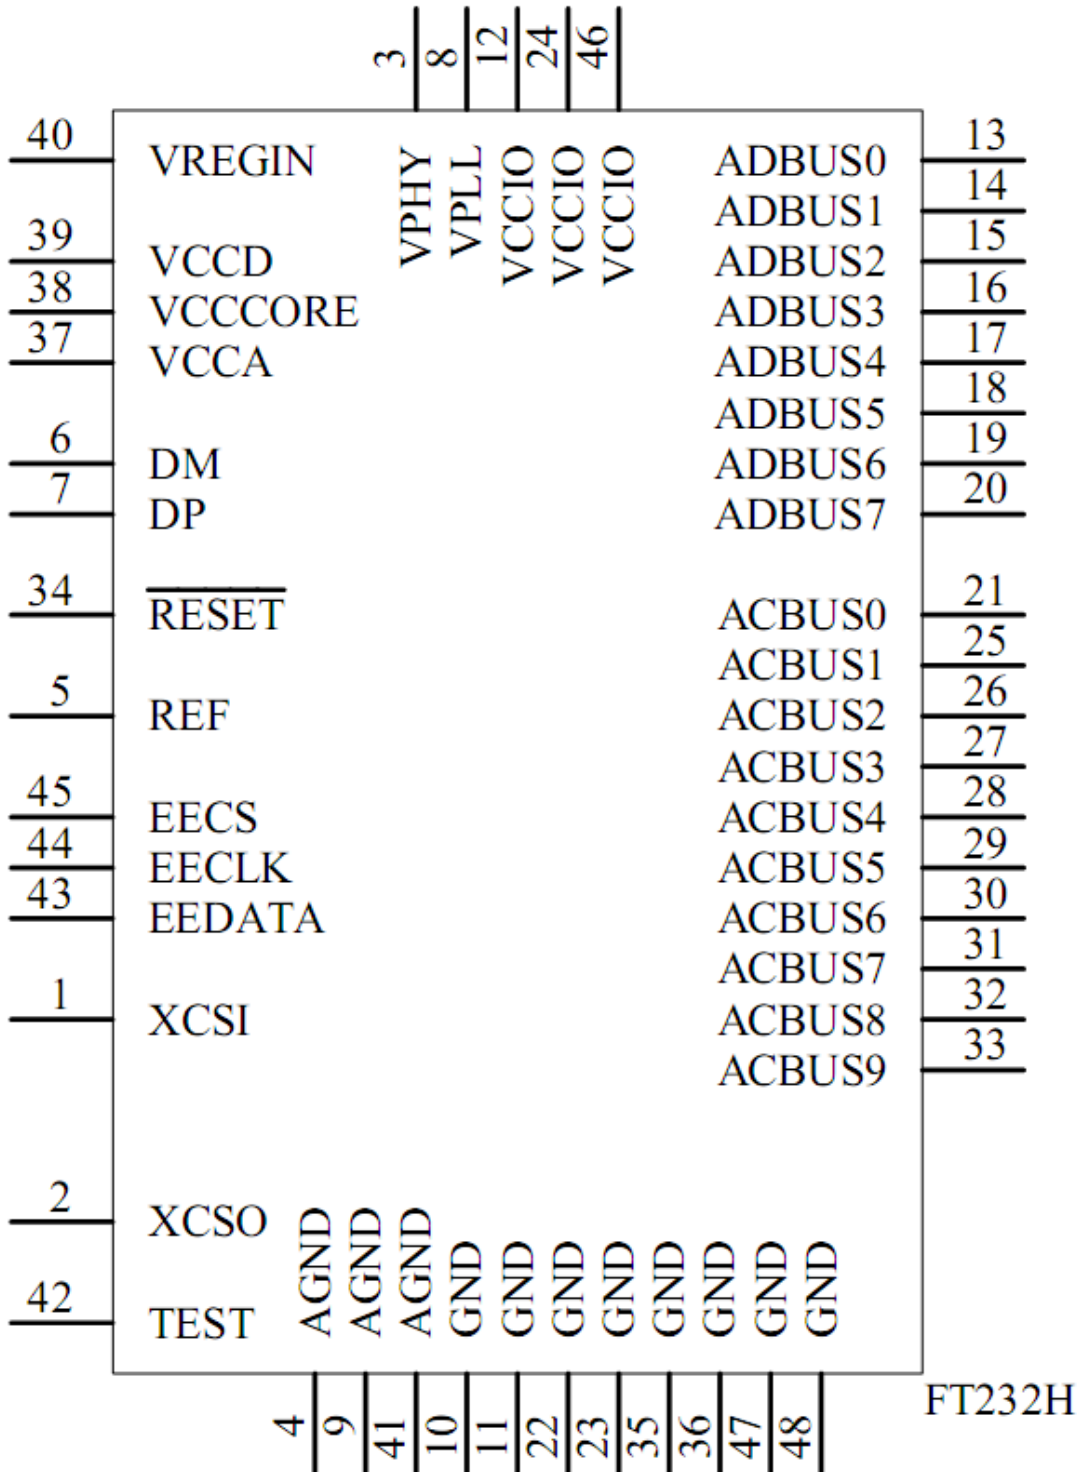 3 8 12 24 46
40 VREGIN VPHY VPLL VCCIO VCCIO VCCIO ADBUS0 13
ADBUS1 14
39 VCCD ADBUS2 15
38 VCCCORE ADBUS3 16
37 VCCA ADBUS4 17
ADBUS5 18
6 DM ADBUS6 19
7 DP ADBUS7 20
34 RESET ACBUS0 21
ACBUS1 25
5 REF ACBUS2 26
ACBUS3 27
45 EECS ACBUS4 28
44 EECLK ACBUS5 29
43 EEDATA ACBUS6 30
ACBUS7 31
1 XCSI ACBUS8 32
ACBUS9 33
2 XCSO
42 TEST AGND AGND AGND GND GND GND GND GND GND GND GND
FT232H
4 9 41 10 11 22 23 35 36 47 48